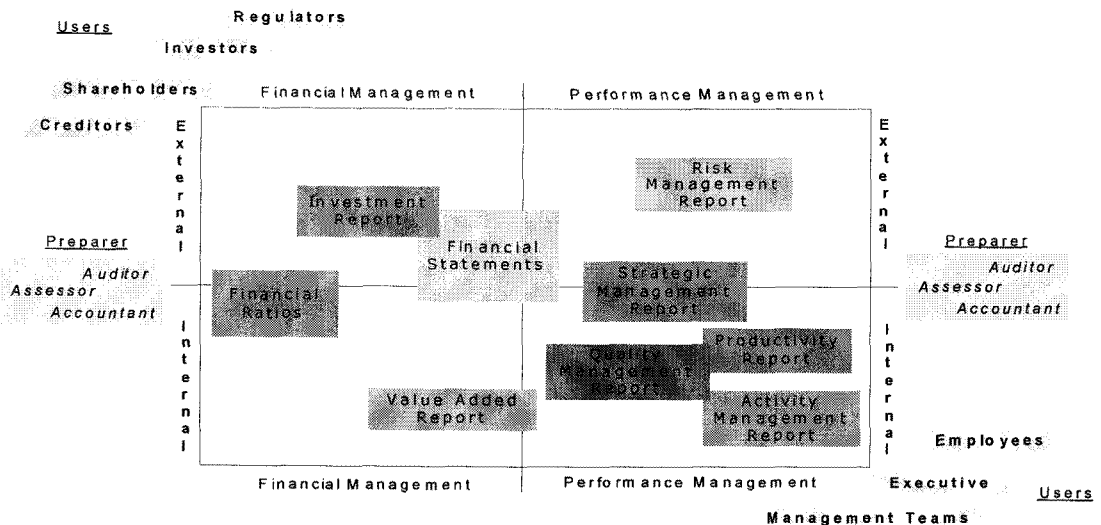 Regulators
Users
Investors
Shareholders
Financial Management
Performance Management
Creditors
External
External
Risk
Management
Report
Investment
Report
Financial
Statements
Preparer
Auditor
Assessor
Accountant
Preparer
Auditor
Assessor
Accountant
Financial
Ratios
Strategic
Management
Report
Internal
Internal
Productivity
Report
Quality
Management
Report
Value Added
Report
Activity
Management
Report
Employees
Financial Management
Performance Management
Executive
Users
Management Teams